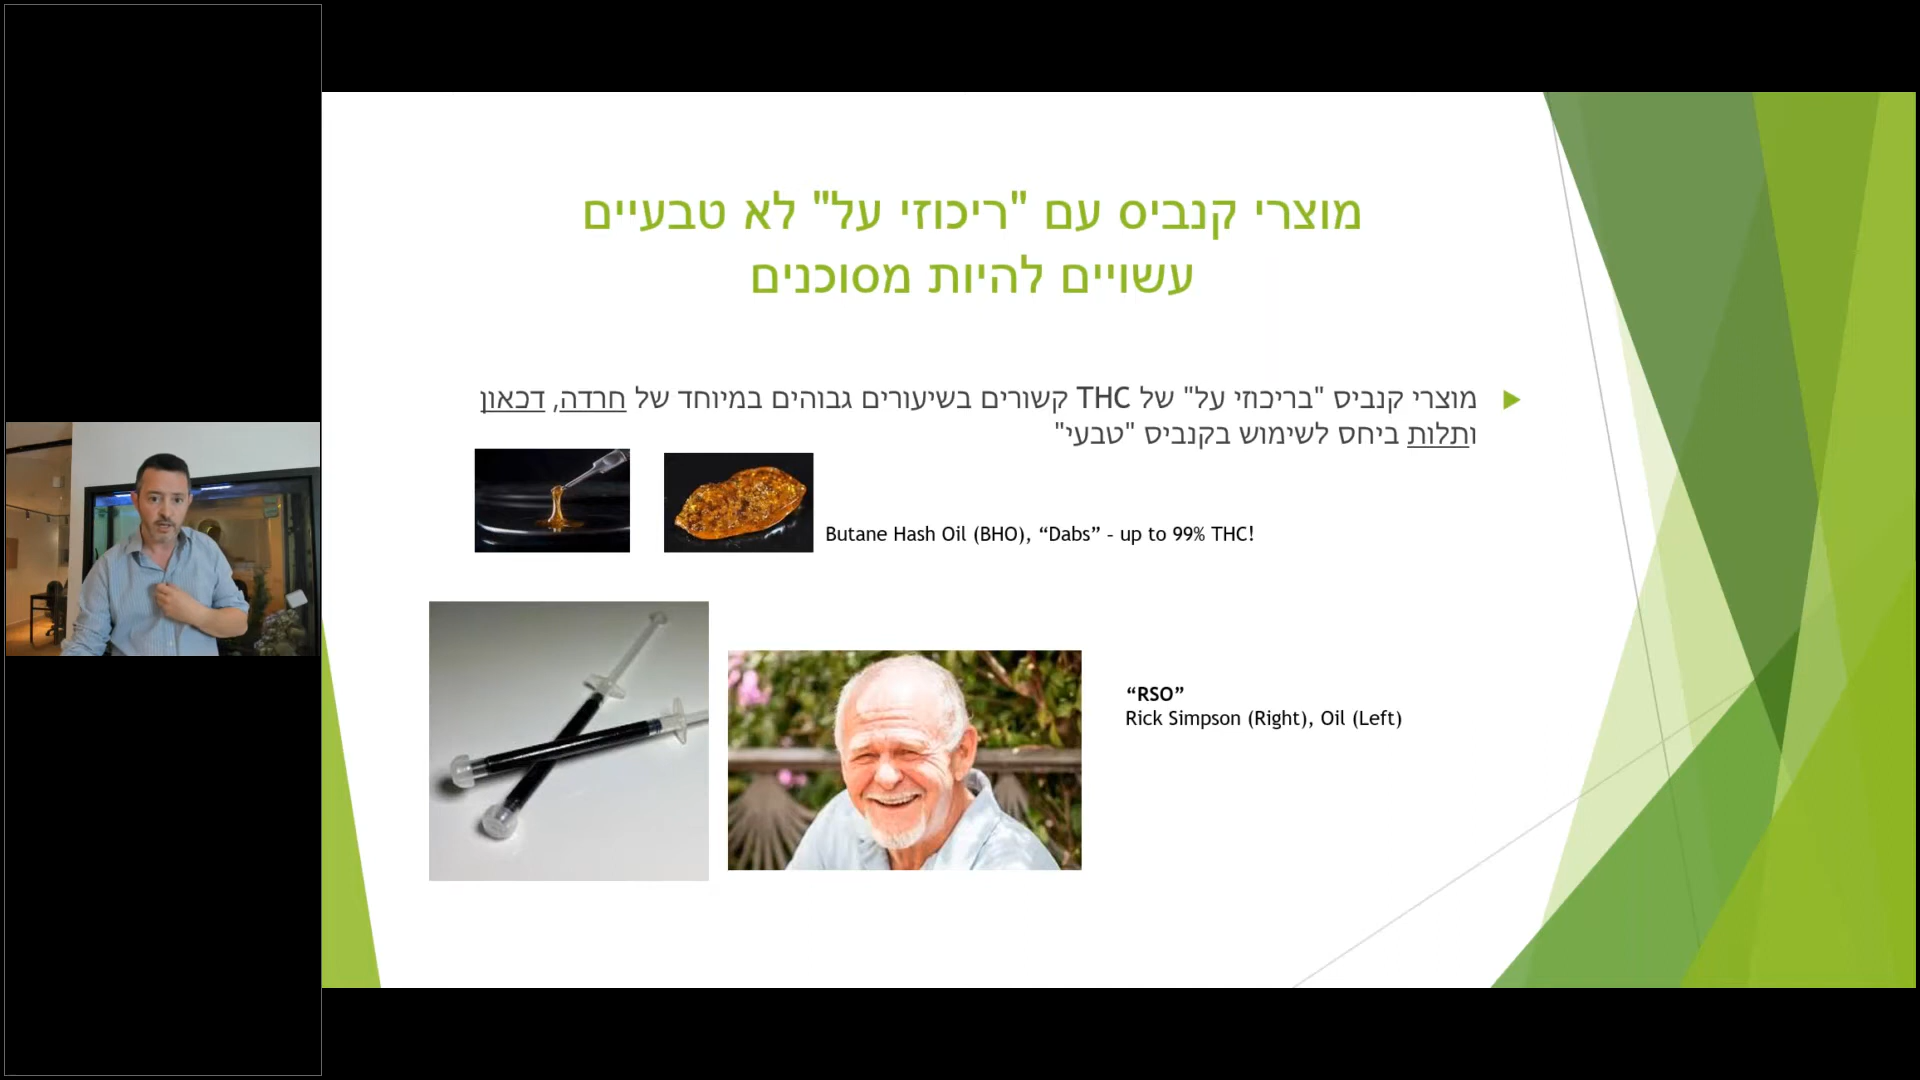 מוצרי קנביס עם "ריכוזי על" לא טבעיים
עשויים להיות מסוכנים
מוצרי קנביס "בריכוזי על" של THC קשורים בשיעורים גבוהים במיוחד של חרדה, דכאון
ותלות ביחס לשימוש בקנביס "טבעי"
Butane Hash Oil (BHO), “Dabs” - up to 99% THC!
“RSO”
Rick Simpson (Right), Oil (Left)